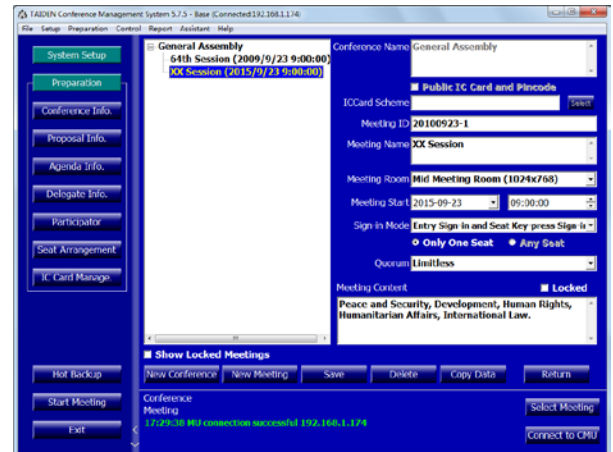 TAIDEN Conference Management System 5.7.5 - Base (Connected:192.168.1.174)
File Setup Preparation Control Report Assistant Help
System Setup
Preparation
Conference Info.
Proposal Info.
Agenda Info.
Delegate Info.
Participator
Seat Arrangement
IC Card Manage.
Hot Backup
Start Meeting
Exit
General Assembly
64th Session (2009/9/23 9:00:00)
XX Session (2015/9/23 9:00:00)
Conference Name General Assembly
Public IC Card and Pincode
ICCard Scheme Select
Meeting ID 20100923-1
Meeting Name XX Session
Meeting Room Mid Meeting Room (1024x768)
Meeting Start 2015-09-23 09:00:00
Sign-in Mode Entry Sign-in and Seat Key-press Sign-in
Only One Seat Any Seat
Quorum Limitless
Meeting Content Locked
Peace and Security, Development, Human Rights,
Humanitarian Affairs, International Law.
Show Locked Meetings
New Conference New Meeting Save Delete Copy Data Return
Conference
Meeting
17:29:38 MU connection successful 192.168.1.174
Select Meeting
Connect to CMU